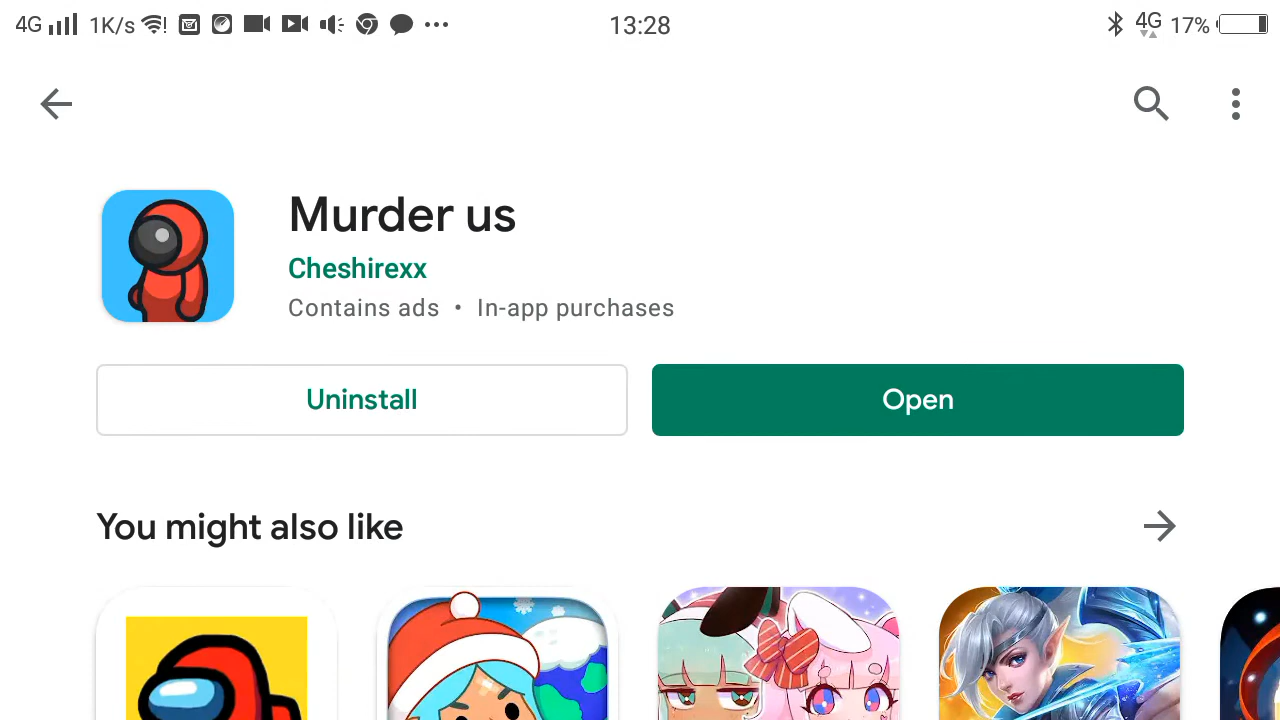 4G 1K/s 13:28 4G 17%
Murder us
Cheshirexx
Contains ads • In-app purchases
Uninstall Open
You might also like